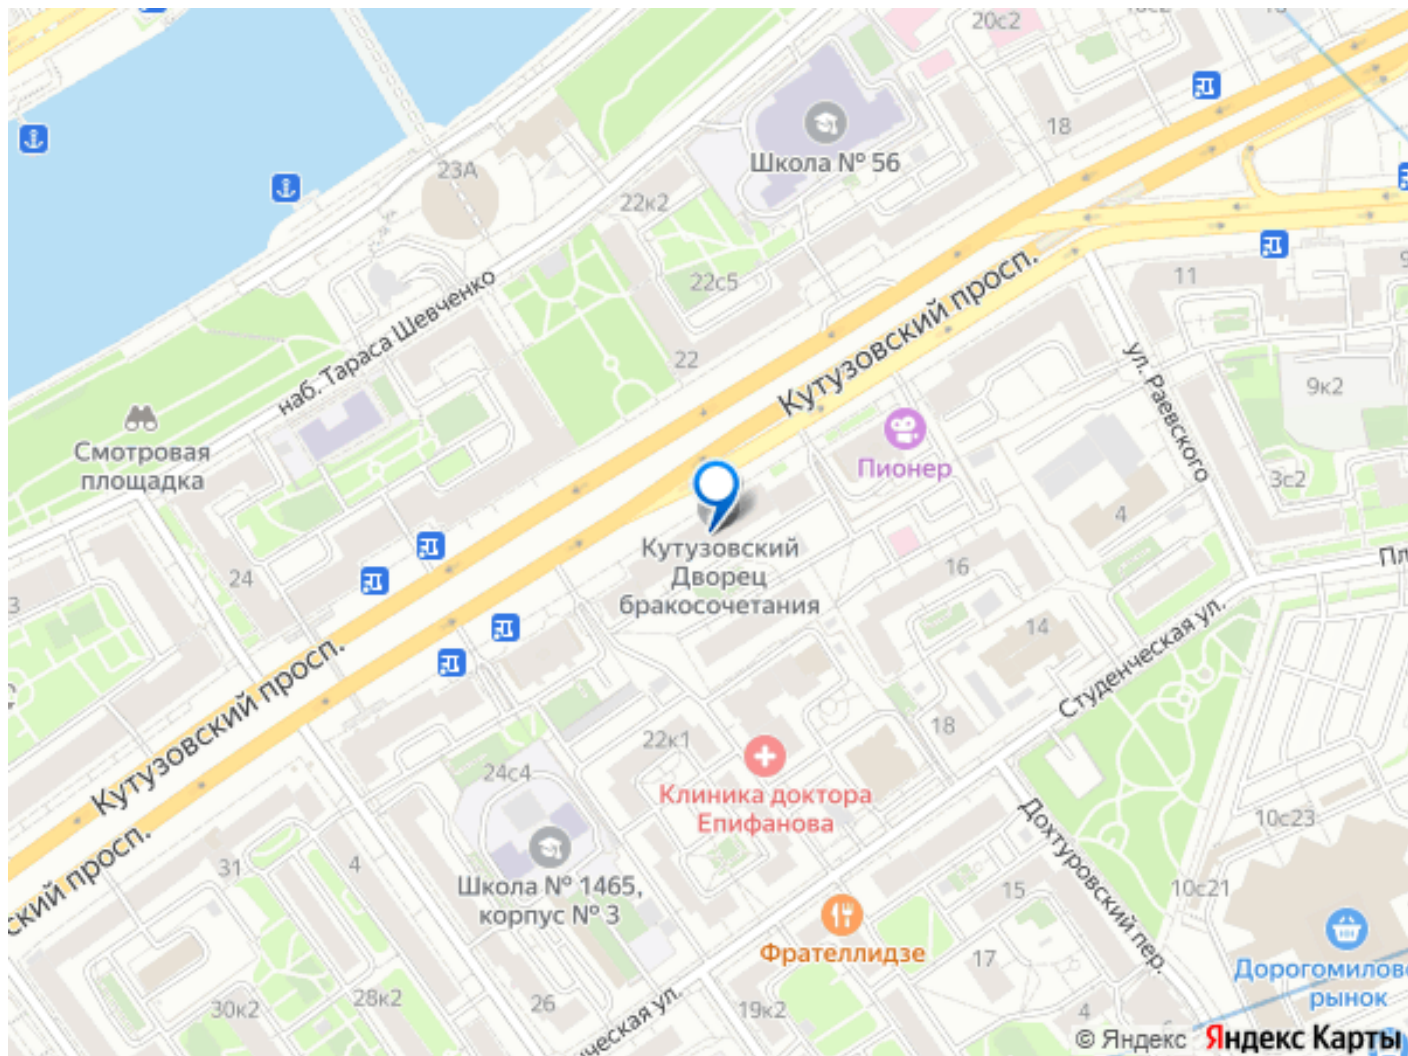 20с2
18
Школа № 56
23А
22к2
22с5
11
наб. Тараса Шевченко
Кутузовский просп.
22
ул. Раевского
9к2
Смотровая
площадка
Пионер
3с2
4
24
Кутузовский
Дворец
бракосочетания
16
14
Студенческая ул.
Кутузовский просп.
18
22к1
24с4
Клиника доктора
Епифанова
Дохтуровский пер.
10с23
31
4
Школа № 1465,
корпус № 3
15
10с21
ский просп.
Фрателлидзе
17
Дорогомилово
рынок
30к2
28к2
26
19к2
4
ическая ул.
© Яндекс Яндекс Карты